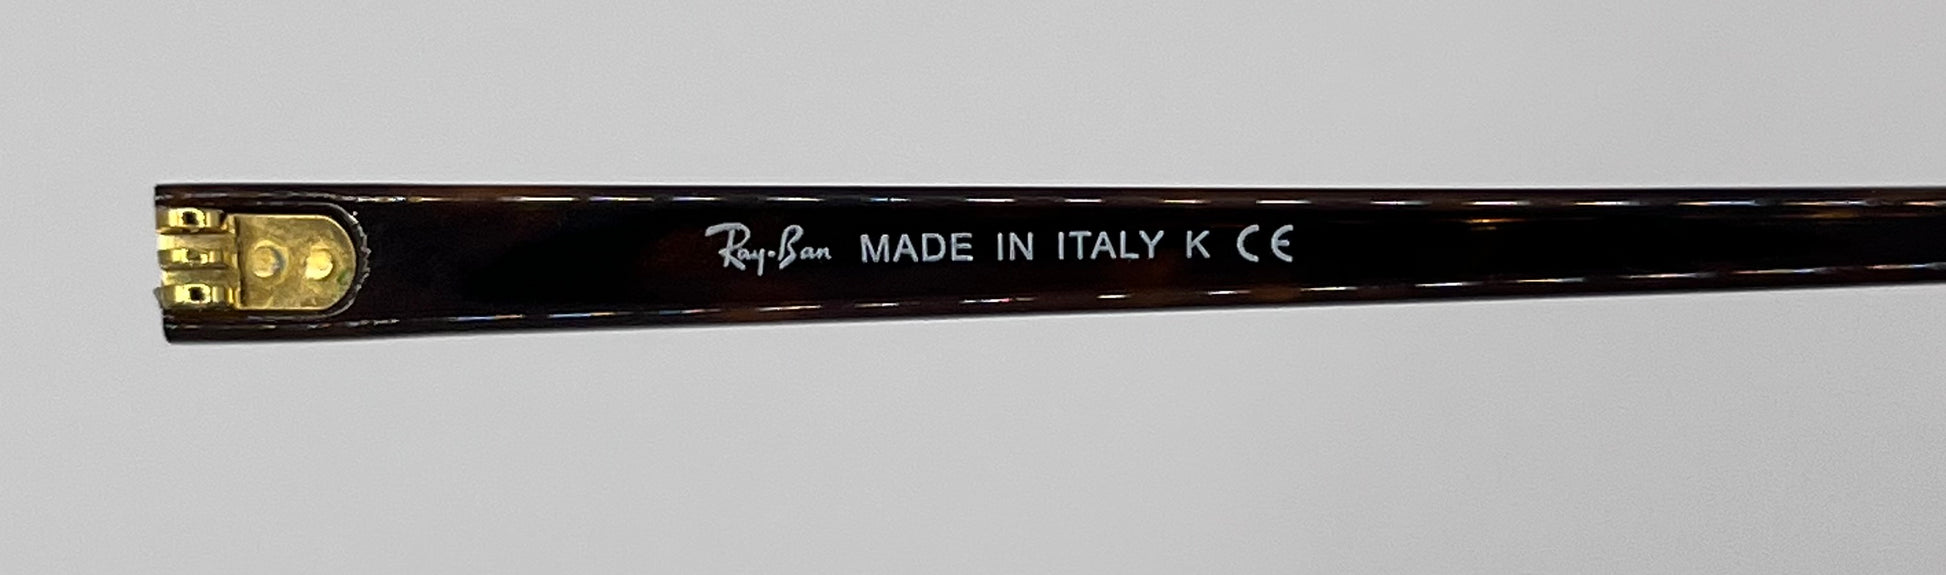 Ray-Ban MADE IN ITALY K CE